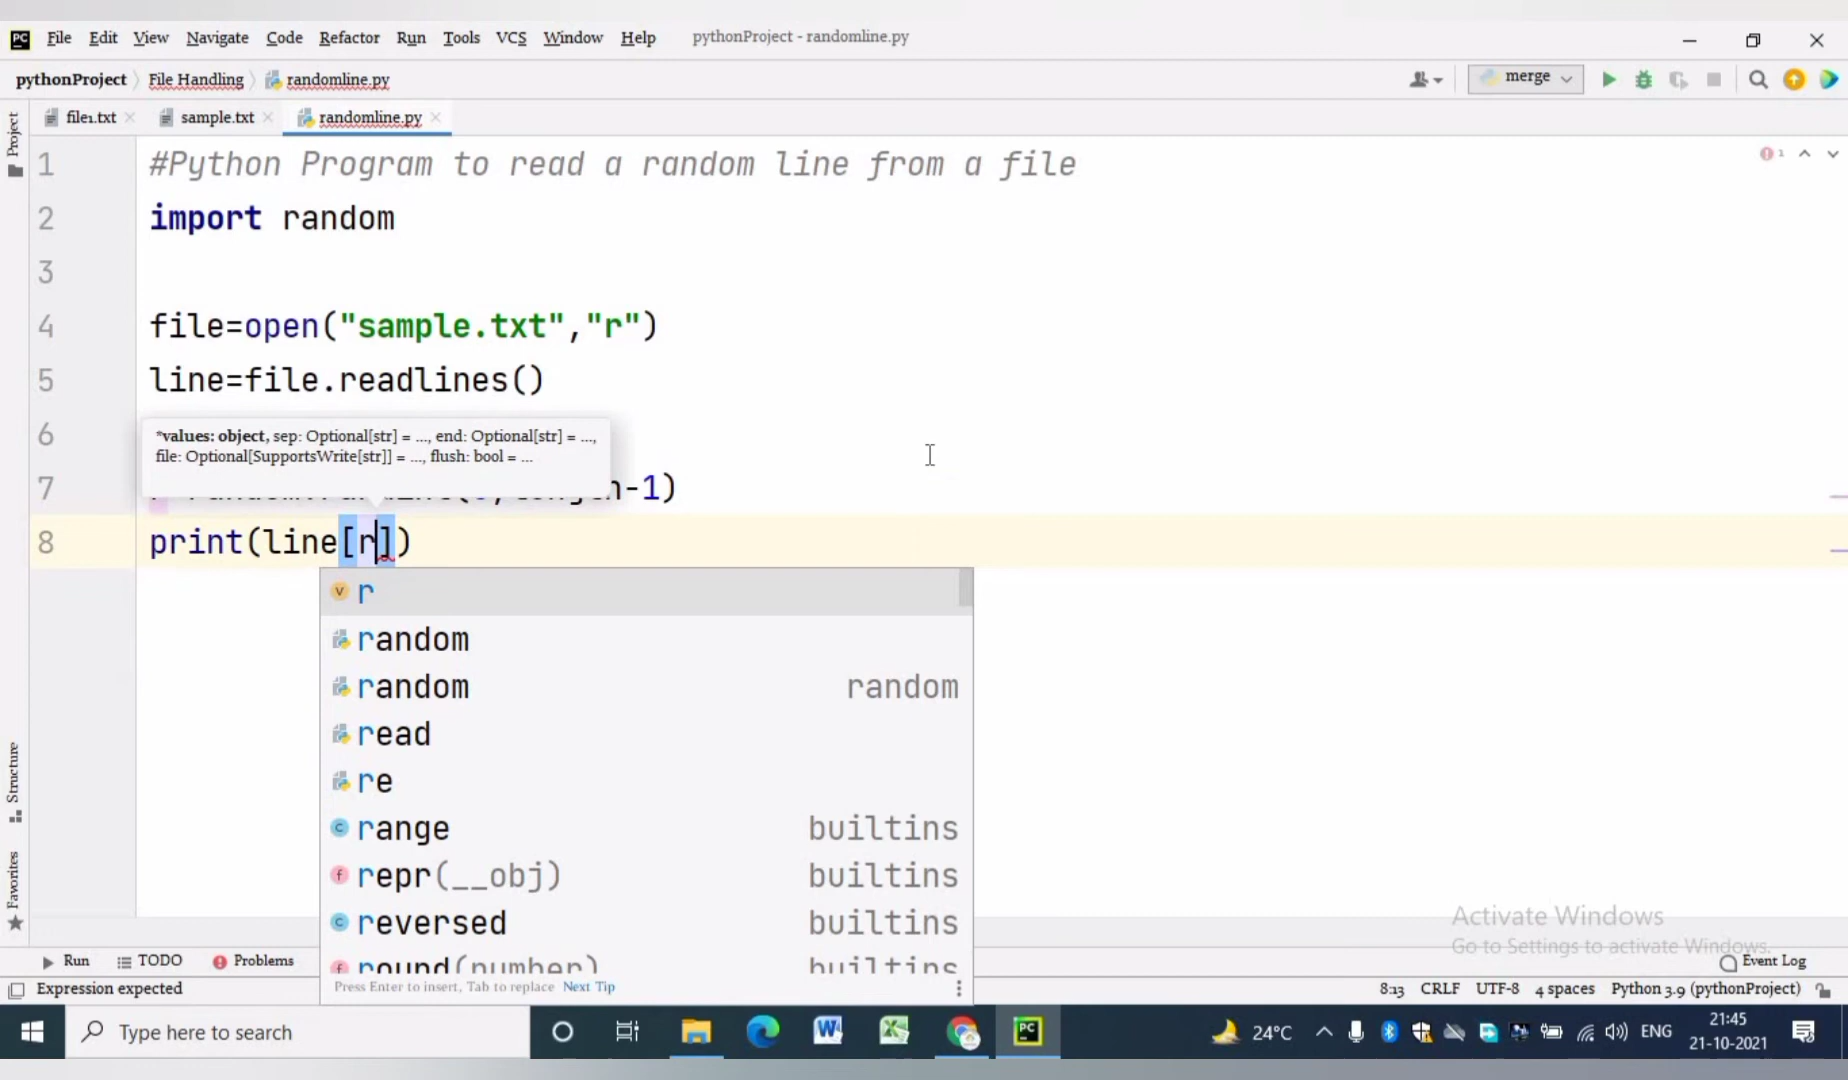 PC File Edit View Navigate Code Refactor Run Tools VCS Window Help pythonProject - randomline.py
pythonProject File Handling randomline.py merge
file1.txt sample.txt randomline.py
Project
1 #Python Program to read a random line from a file
1
2 import random
3
4 file=open("sample.txt","r")
5 line=file.readlines()
6
*values: object, sep: Optional[str] = ..., end: Optional[str] = ...,
file: Optional[SupportsWrite[str]] = ..., flush: bool = ...
7 -1)
8 print(line[r])
r
random
random random
read
re
range builtins
repr(__obj) builtins
reversed builtins
round(number) builtins
Press Enter to insert, Tab to replace Next Tip
Structure
Favorites
Activate Windows
Go to Settings to activate Windows.
Run TODO Problems Event Log
Expression expected 8:13 CRLF UTF-8 4 spaces Python 3.9 (pythonProject)
Type here to search PC 24°C ENG 21:45
21-10-2021